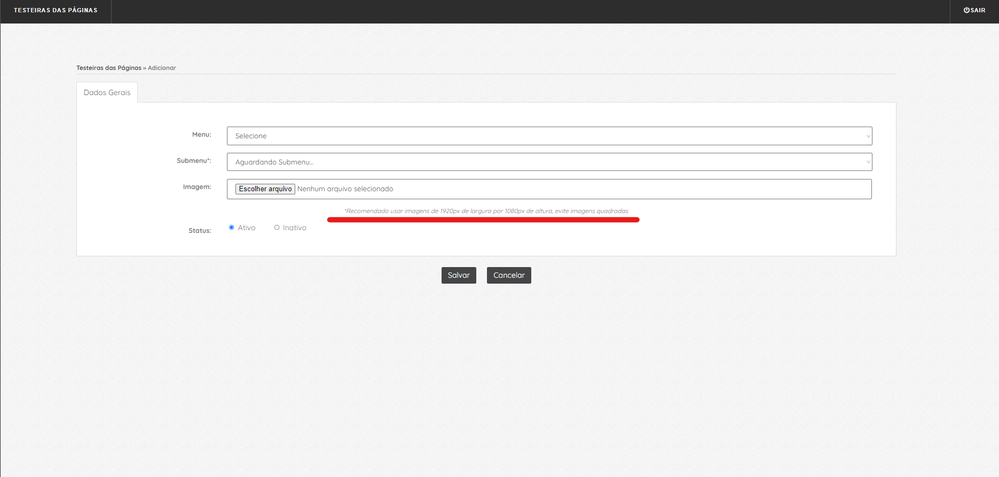 TESTEIRAS DAS PÁGINAS
SAIR
Testeiras das Páginas » Adicionar
Dados Gerais
Menu: Selecione
Submenu*: Aguardando Submenu...
Imagem: Escolher arquivo Nenhum arquivo selecionado
*Recomendado usar imagens de 1920px de largura por 1080px de altura, evite imagens quadradas.
Status: Ativo Inativo
Salvar Cancelar